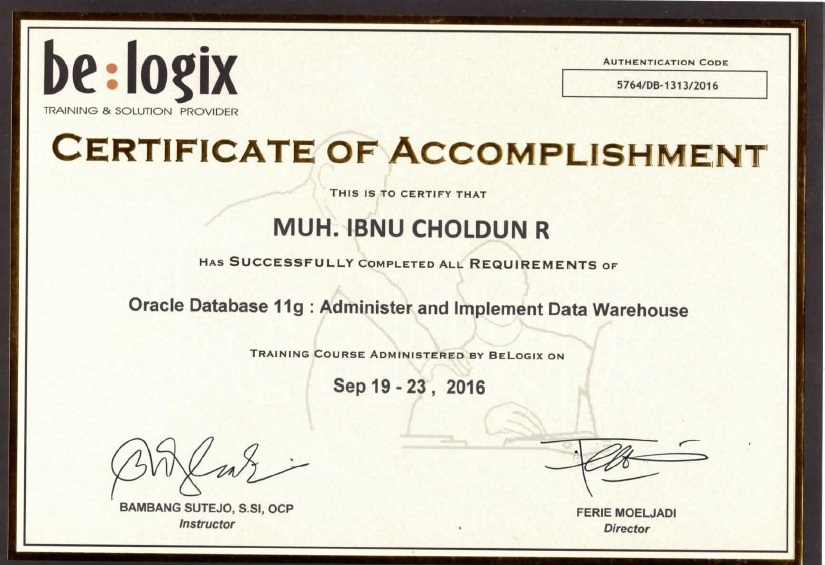 be:logix
TRAINING & SOLUTION PROVIDER
AUTHENTICATION CODE
5764/DB-1313/2016
CERTIFICATE OF ACCOMPLISHMENT
THIS IS TO CERTIFY THAT
MUH. IBNU CHOLDUN R
HAS SUCCESSFULLY COMPLETED ALL REQUIREMENTS OF
Oracle Database 11g : Administer and Implement Data Warehouse
TRAINING COURSE ADMINISTERED BY BELOGIX ON
Sep 19 - 23 , 2016
BAMBANG SUTEJO, S.SI, OCP
Instructor
FERIE MOELJADI
Director